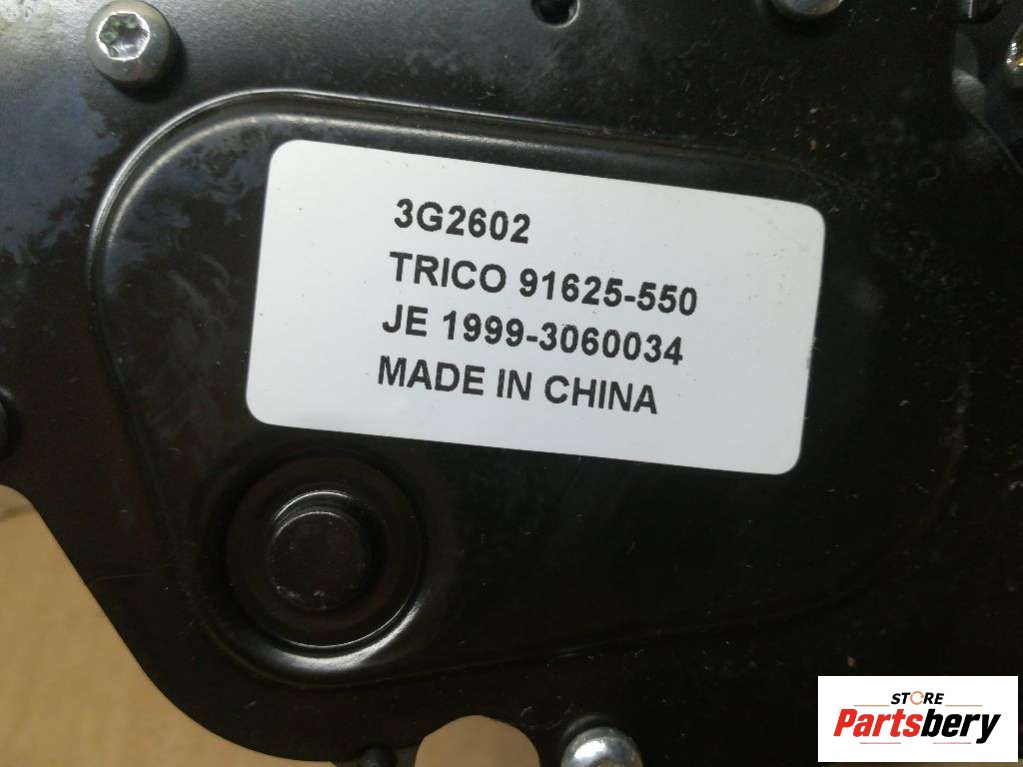 3G2602
TRICO 91625-550
JE 1999-3060034
MADE IN CHINA
STORE
Partsbery